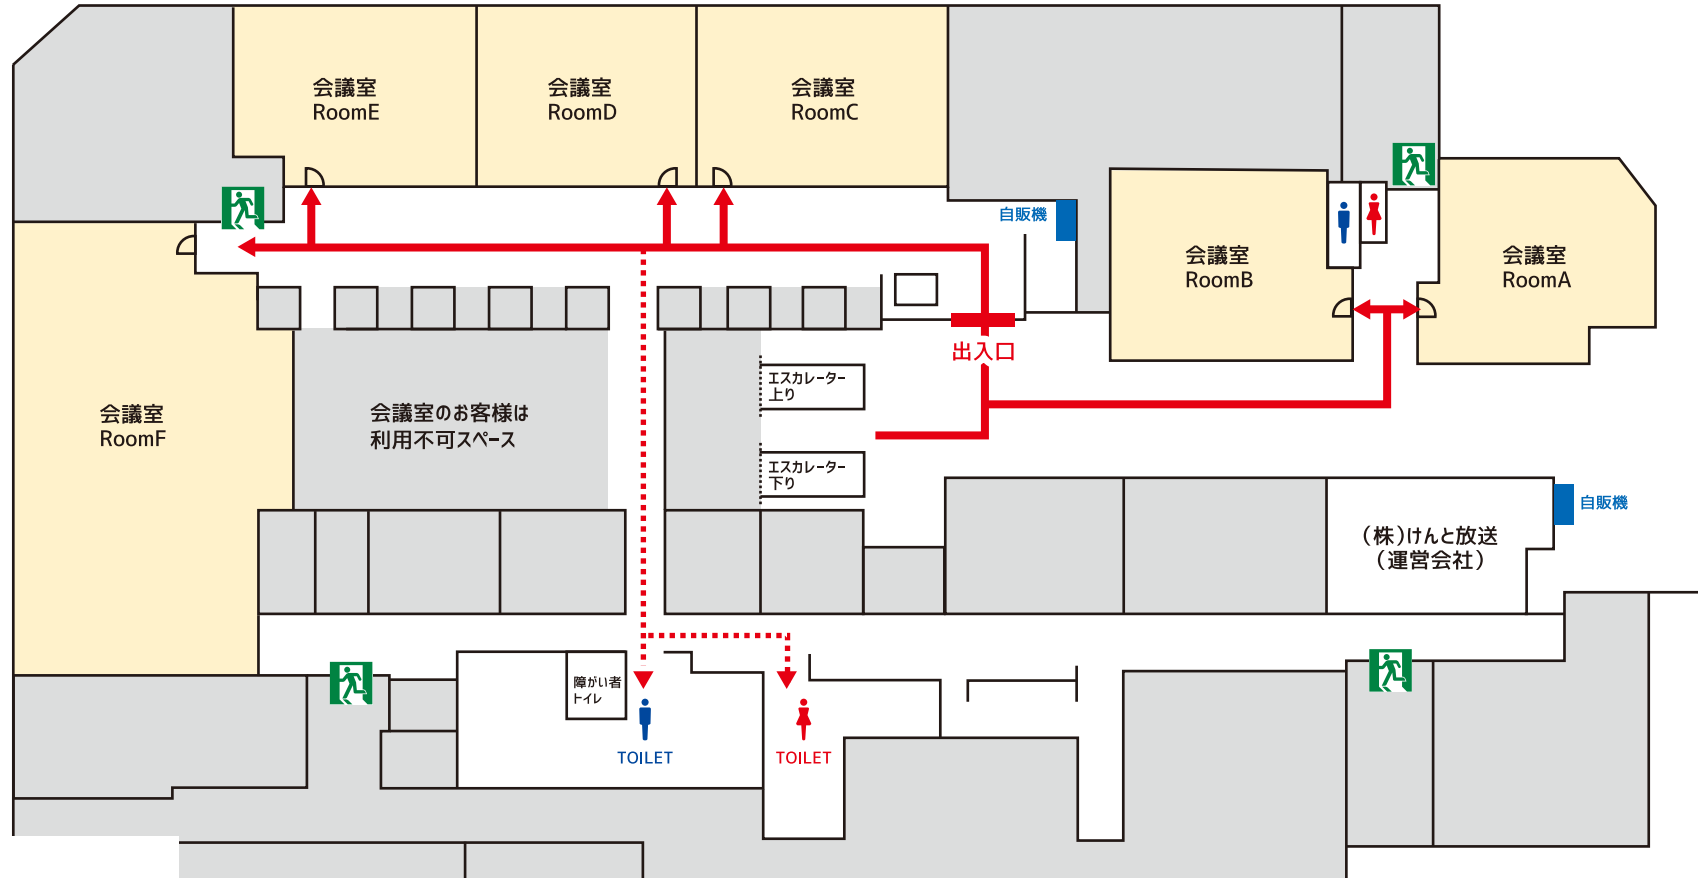 会議室
RoomE
会議室
RoomD
会議室
RoomC
自販機
会議室
RoomB
会議室
RoomA
出入口
エスカレーター
上り
会議室
RoomF
会議室のお客様は
利用不可スペース
エスカレーター
下り
自販機
（株）けんと放送
（運営会社）
障がい者
トイレ
TOILET
TOILET